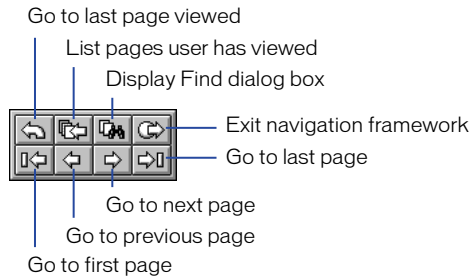 Go to last page viewed
List pages user has viewed
Display Find dialog box
Exit navigation framework
Go to last page
Go to next page
Go to previous page
Go to first page